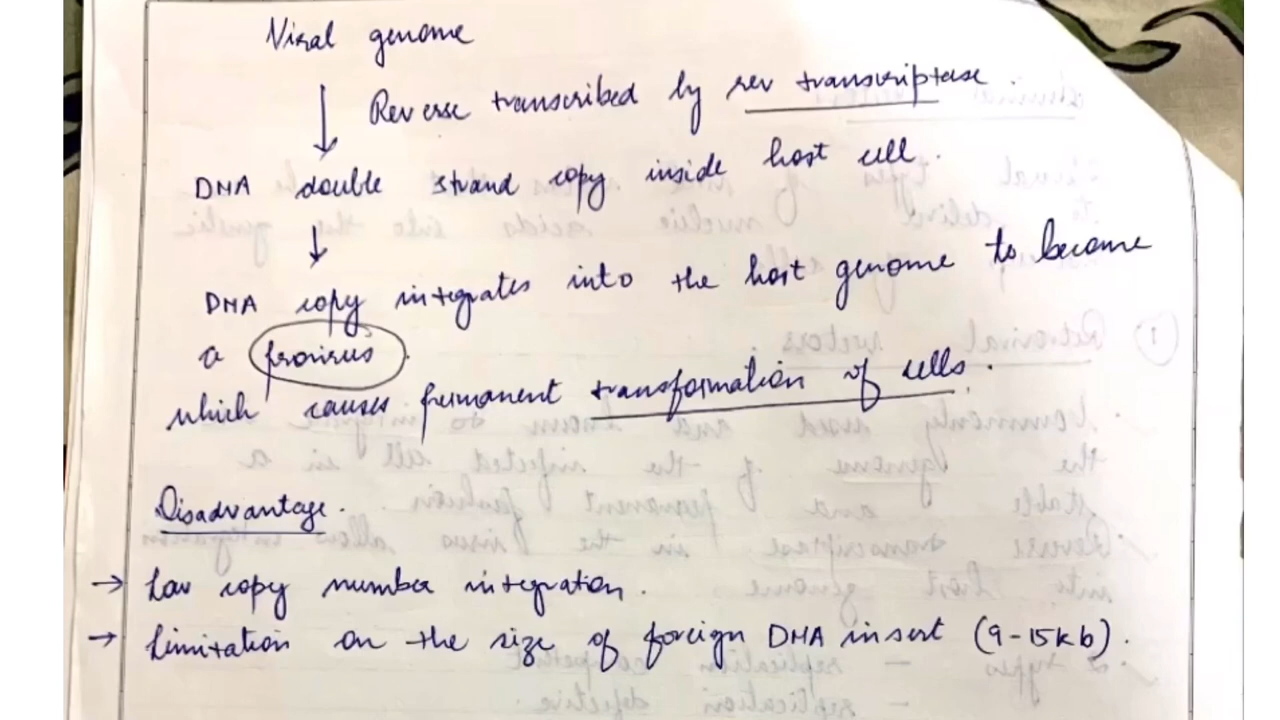 Viral genome
↓ Reverse transcribed by rev transcriptase.
DNA double strand copy inside host cell.
↓
DNA copy integrates into the host genome to become
a provirus
which causes permanent transformation of cells.
Disadvantage.
→ Low copy number integration.
→ Limitation on the size of foreign DNA insert (9-15kb).